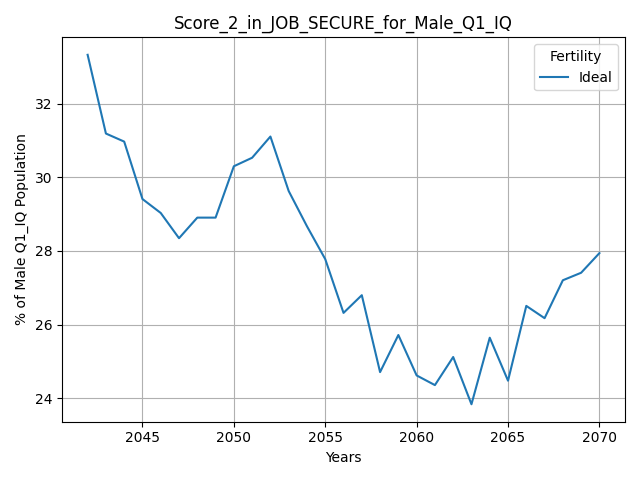 Score_2_in_JOB_SECURE_for_Male_Q1_IQ
Fertility
Ideal
% of Male Q1_IQ Population
32
30
28
26
24
2045 2050 2055 2060 2065 2070
Years